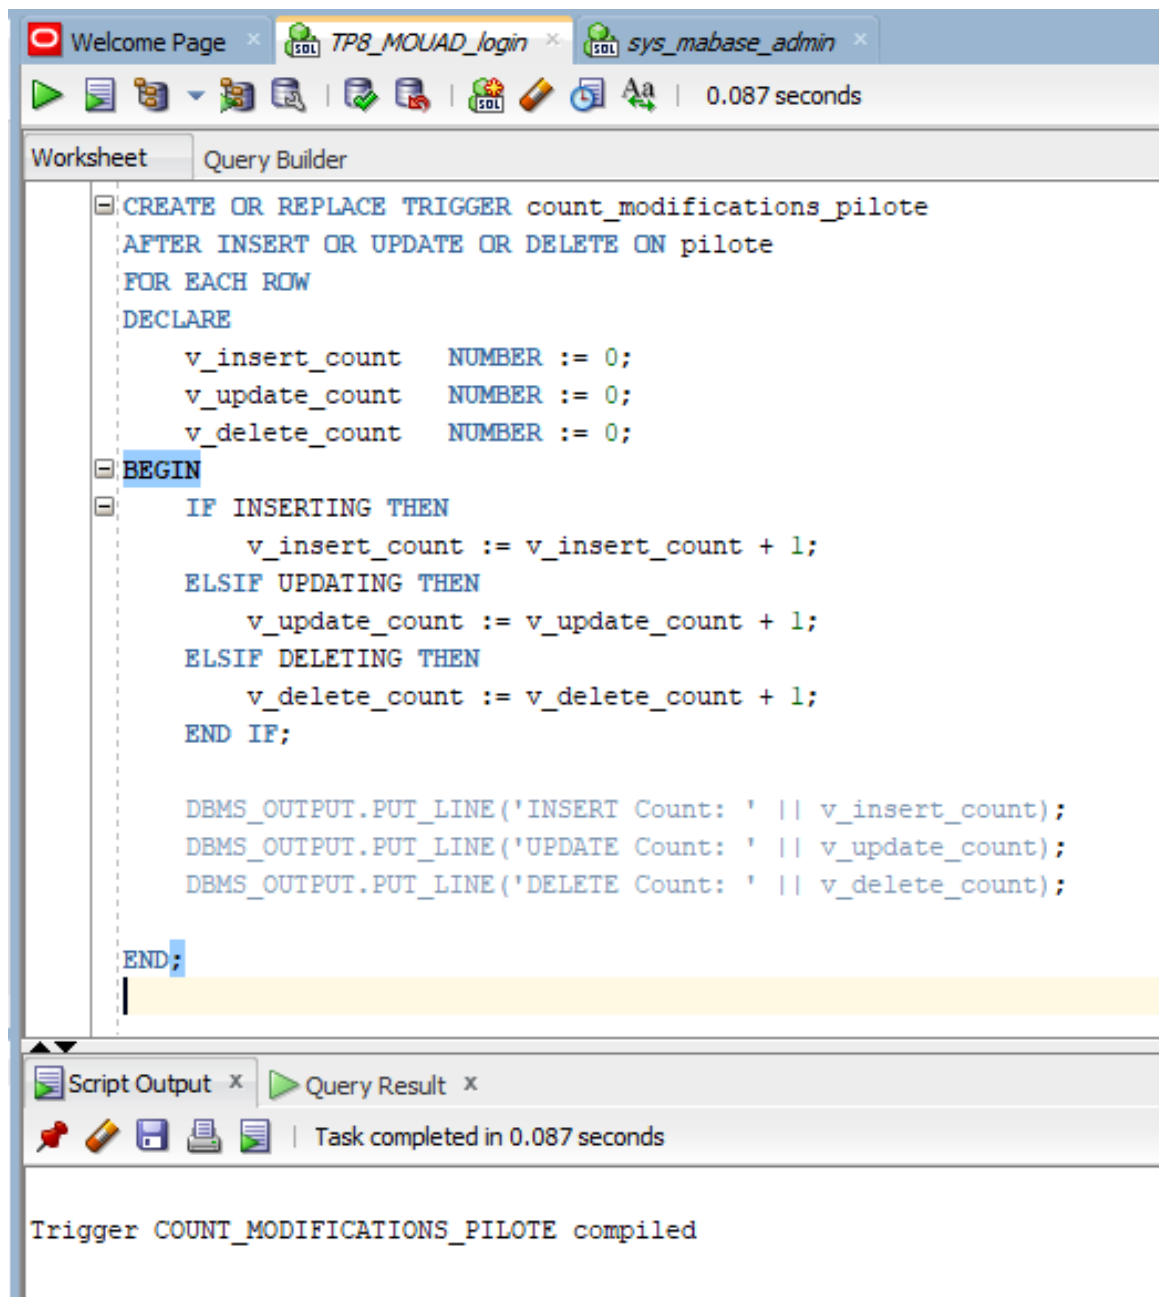 Welcome Page TP8_MOUAD_login sys_mabase_admin
0.087 seconds
Worksheet Query Builder
CREATE OR REPLACE TRIGGER count_modifications_pilote
AFTER INSERT OR UPDATE OR DELETE ON pilote
FOR EACH ROW
DECLARE
    v_insert_count   NUMBER := 0;
    v_update_count   NUMBER := 0;
    v_delete_count   NUMBER := 0;
BEGIN
    IF INSERTING THEN
        v_insert_count := v_insert_count + 1;
    ELSIF UPDATING THEN
        v_update_count := v_update_count + 1;
    ELSIF DELETING THEN
        v_delete_count := v_delete_count + 1;
    END IF;
    DBMS_OUTPUT.PUT_LINE('INSERT Count: ' || v_insert_count);
    DBMS_OUTPUT.PUT_LINE('UPDATE Count: ' || v_update_count);
    DBMS_OUTPUT.PUT_LINE('DELETE Count: ' || v_delete_count);
END;
Script Output Query Result
Task completed in 0.087 seconds
Trigger COUNT_MODIFICATIONS_PILOTE compiled